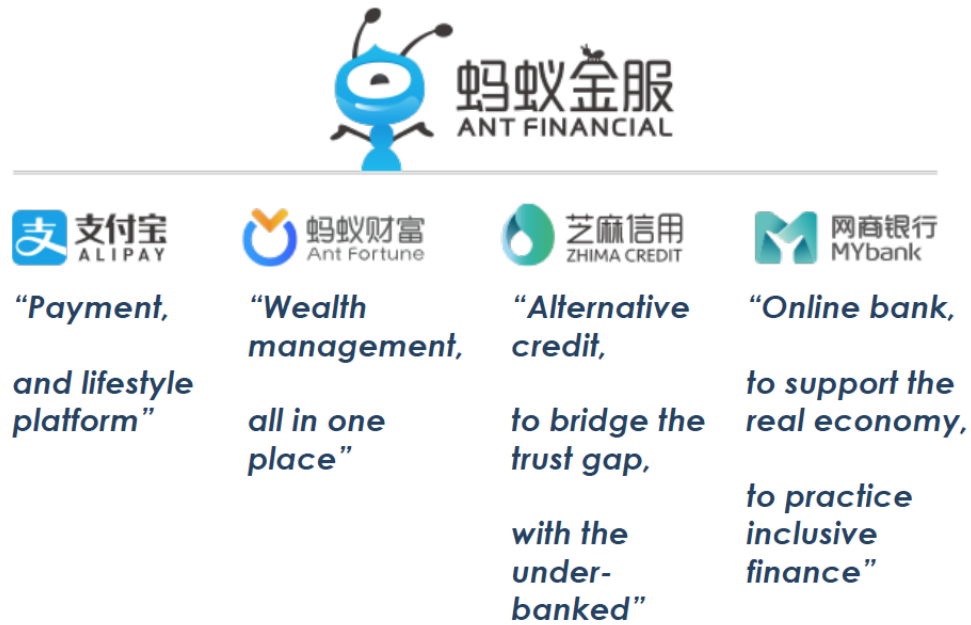 蚂蚁金服
ANT FINANCIAL
支 支付宝
ALIPAY
“Payment,
and lifestyle
platform”
蚂蚁财富
Ant Fortune
“Wealth
management,
all in one
place”
芝麻信用
ZHIMA CREDIT
“Alternative
credit,
to bridge the
trust gap,
with the
under-
banked”
网商银行
MYbank
“Online bank,
to support the
real economy,
to practice
inclusive
finance”